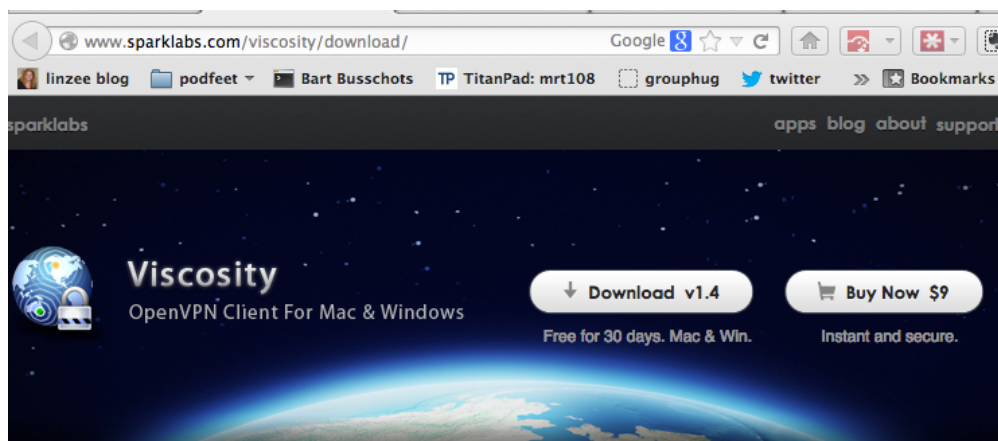 www.sparklabs.com/viscosity/download/ Google 8
linzee blog podfeet Bart Busschots TP TitanPad: mrt108 grouphug twitter >> Bookmarks
sparklabs apps blog about support
Viscosity
OpenVPN Client For Mac & Windows
Download v1.4
Free for 30 days. Mac & Win.
Buy Now $9
Instant and secure.